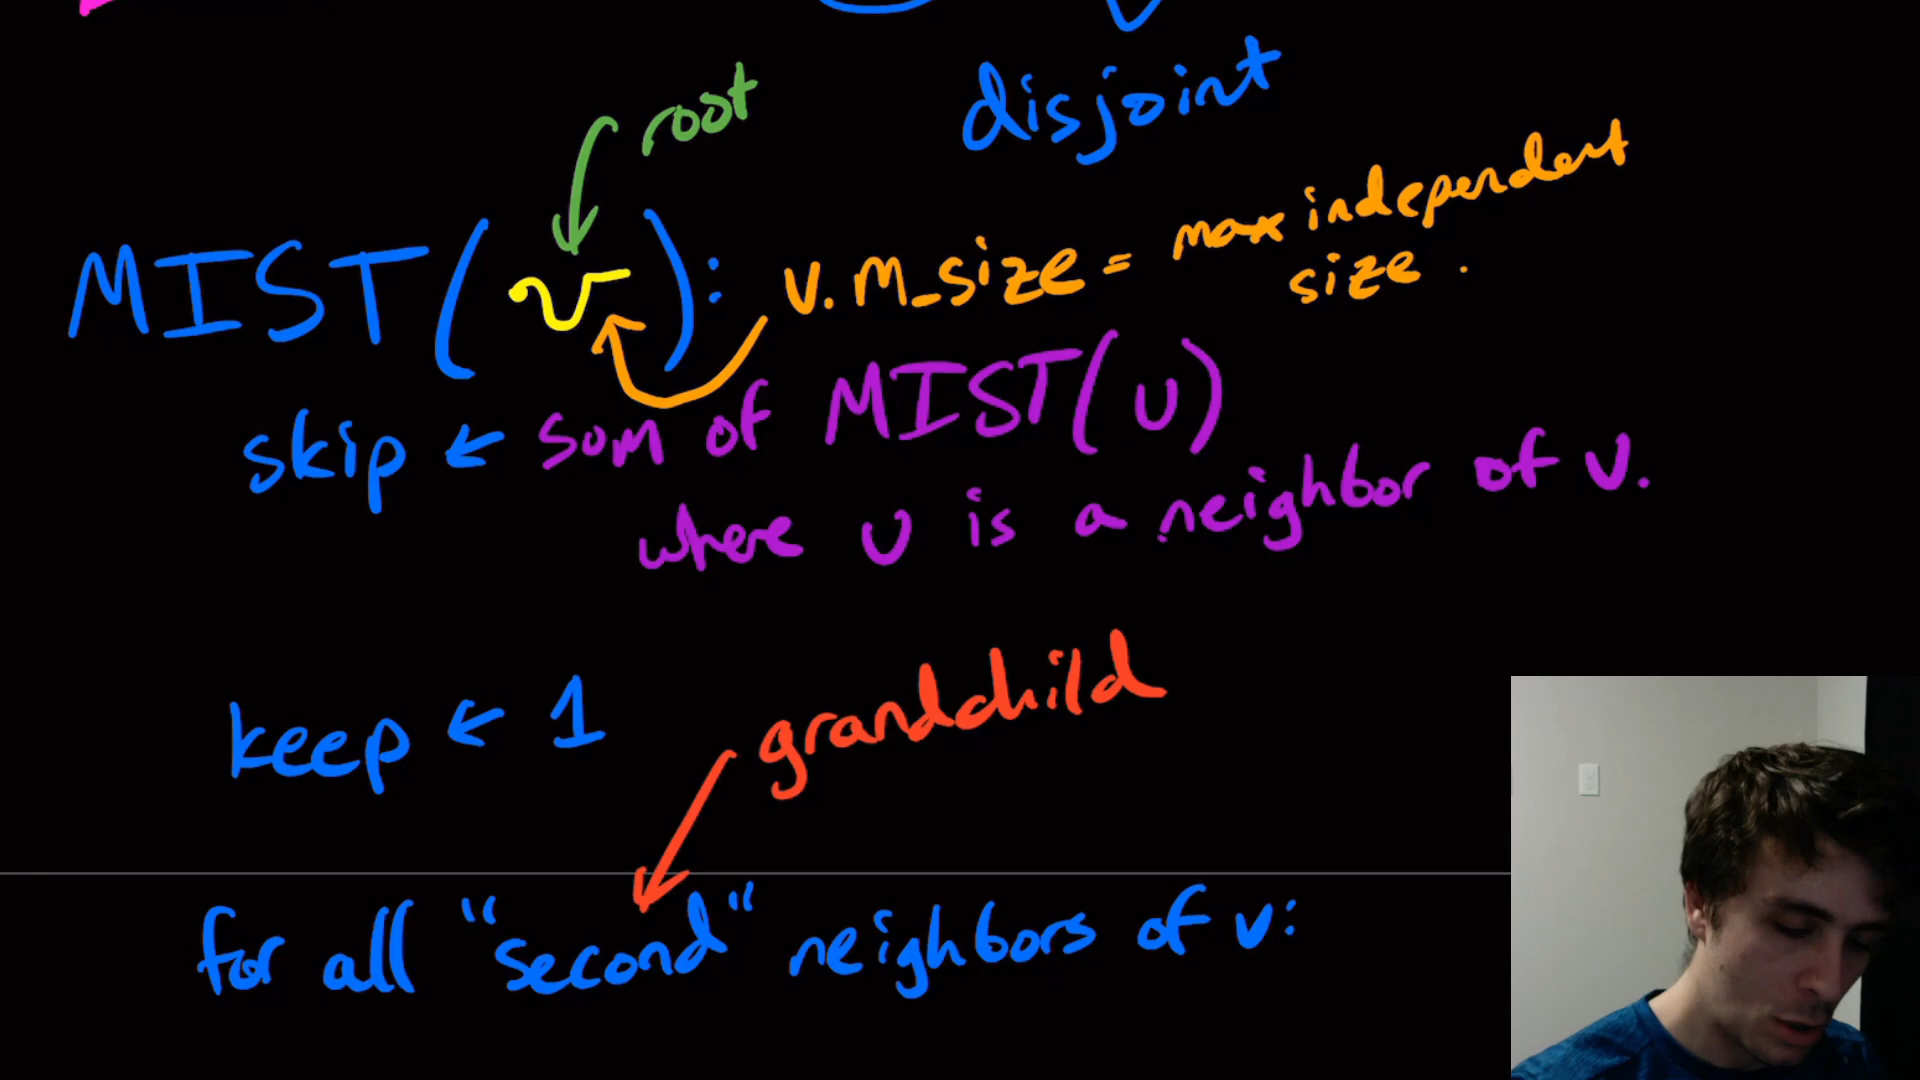 disjoint
root
MIST(v): v.m_size = max independent
size.
skip ← sum of MIST(u)
where u is a neighbor of v.
keep ← 1
grandchild
for all "second" neighbors of v: